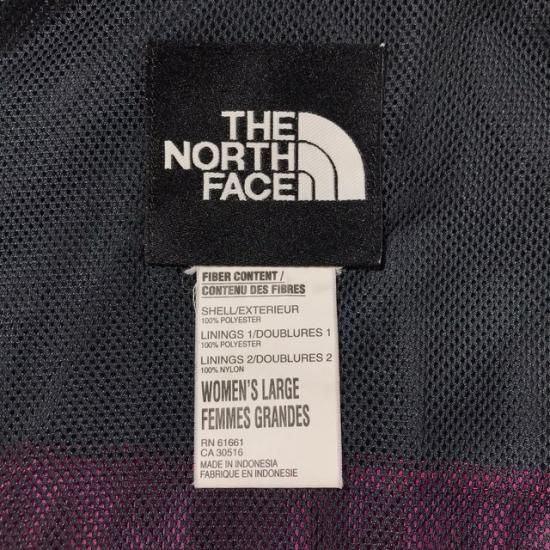 THE
NORTH
FACE
FIBER CONTENT /
CONTENU DES FIBRES
SHELL/EXTERIEUR
100% POLYESTER
LININGS 1/DOUBLURES 1
100% POLYESTER
LININGS 2/DOUBLURES 2
100% NYLON
WOMEN'S LARGE
FEMMES GRANDES
RN 61661
CA 30516
MADE IN INDONESIA
FABRIQUE EN INDONESIE